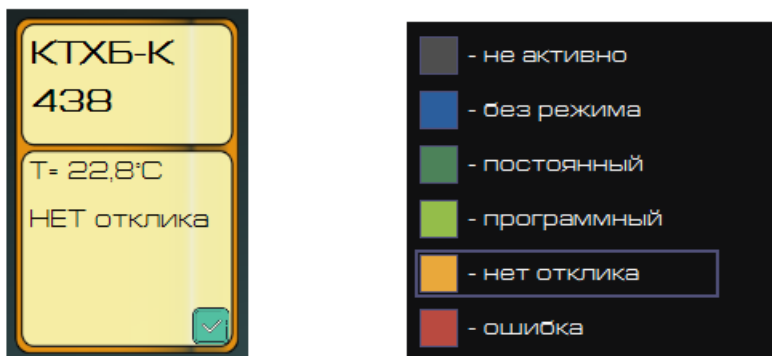 КТХБ-К
438
T= 22,8°C
НЕТ отклика
- не активно
- без режима
- постоянный
- программный
- нет отклика
- ошибка